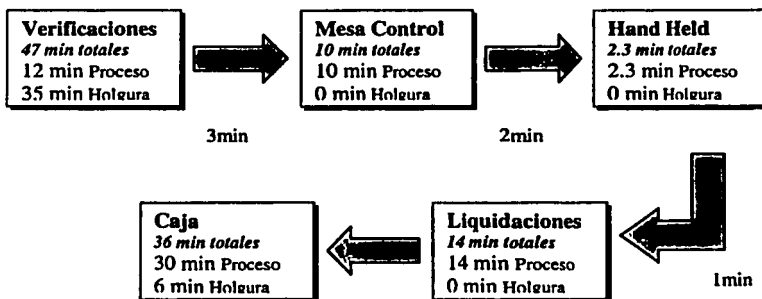 Verificaciones
47 min totales
12 min Proceso
35 min Holgura
Mesa Control
10 min totales
10 min Proceso
0 min Holgura
Hand Held
2.3 min totales
2.3 min Proceso
0 min Holgura
3min
2min
Caja
36 min totales
30 min Proceso
6 min Holgura
Liquidaciones
14 min totales
14 min Proceso
0 min Holgura
1min